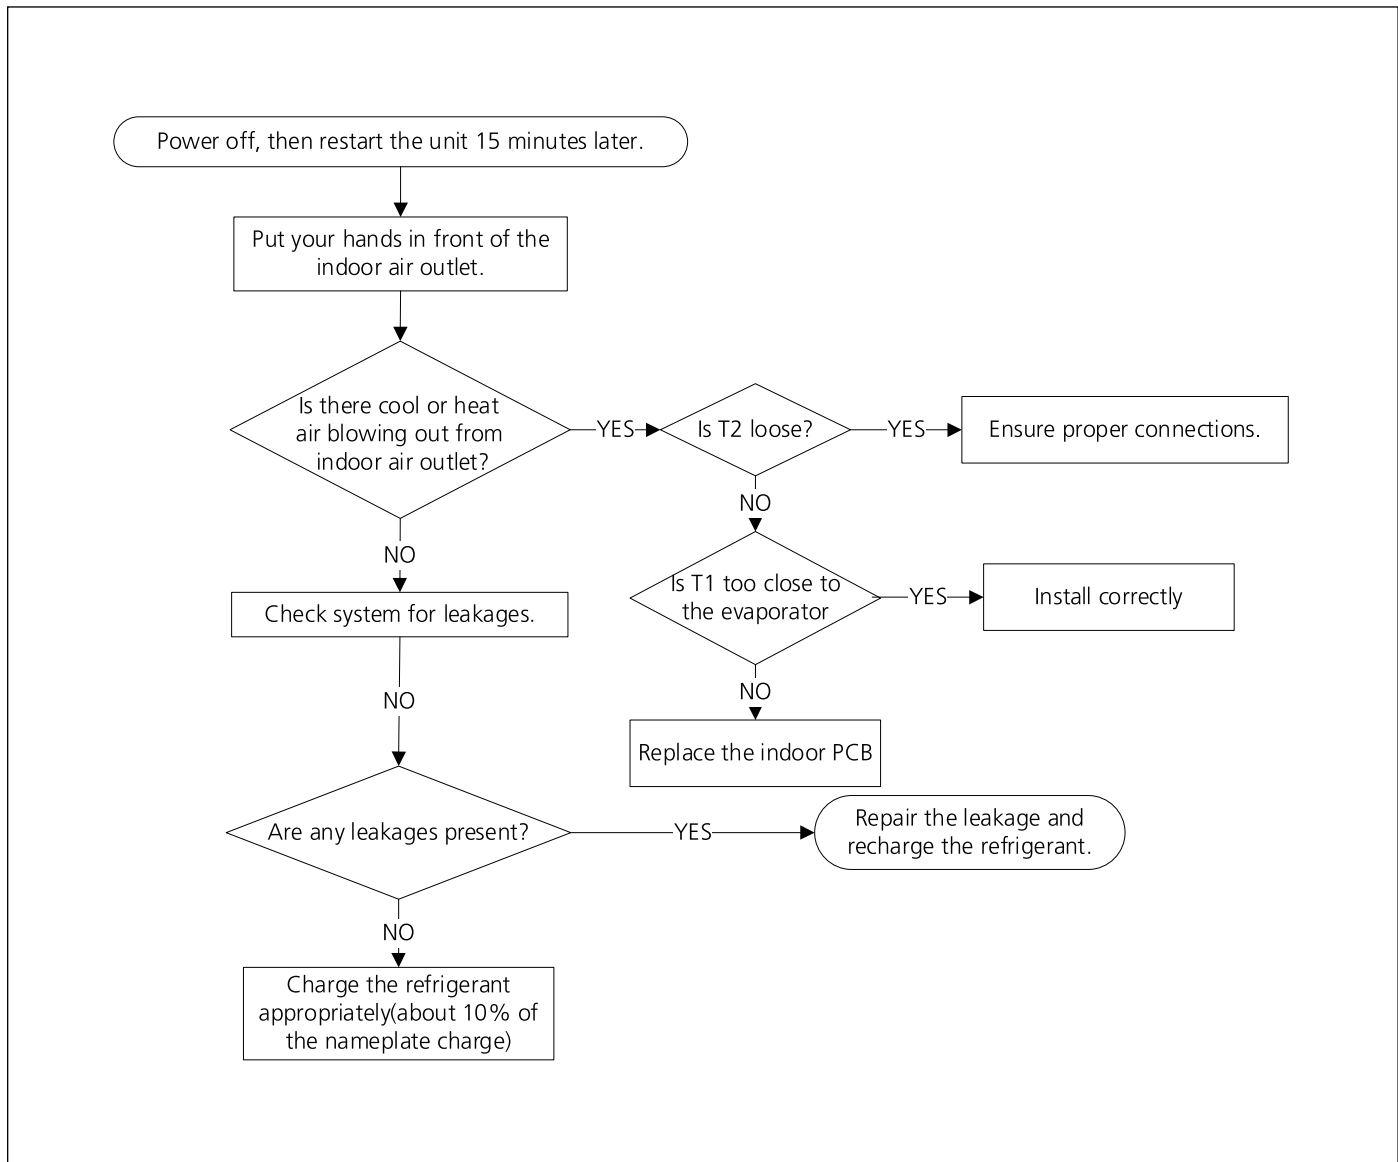 Power off, then restart the unit 15 minutes later.
Put your hands in front of the
indoor air outlet.
Is there cool or heat
air blowing out from
indoor air outlet?
YES
Is T2 loose?
YES
Ensure proper connections.
NO
NO
Is T1 too close to
the evaporator
YES
Install correctly
Check system for leakages.
NO
NO
Replace the indoor PCB
Are any leakages present?
YES
Repair the leakage and
recharge the refrigerant.
NO
Charge the refrigerant
appropriately(about 10% of
the nameplate charge)